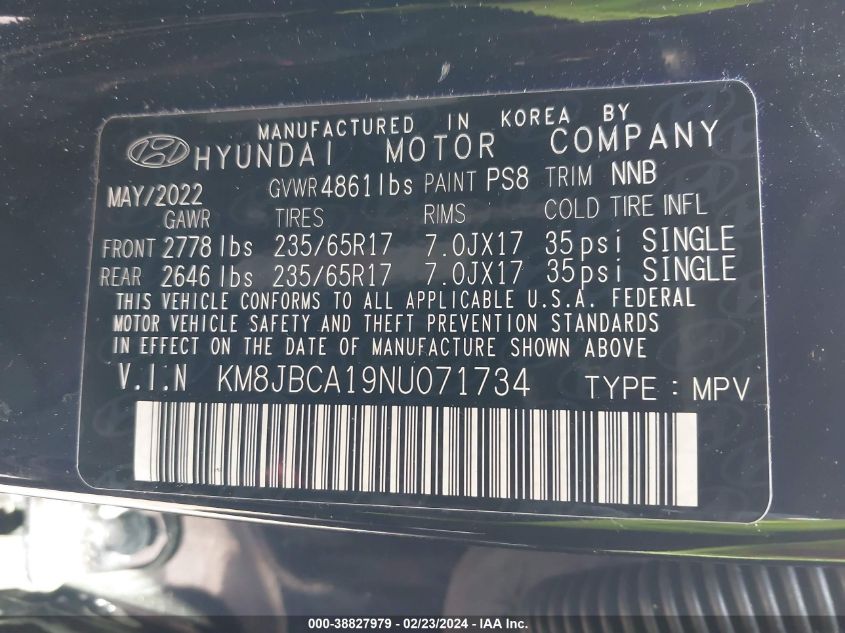 MANUFACTURED IN KOREA BY
HYUNDAI MOTOR COMPANY
MAY/2022 GVWR 4861lbs PAINT PS8 TRIM NNB
GAWR TIRES RIMS COLD TIRE INFL
FRONT 2778 lbs 235/65R17 7.0JX17 35psi SINGLE
REAR 2646 lbs 235/65R17 7.0JX17 35psi SINGLE
THIS VEHICLE CONFORMS TO ALL APPLICABLE U.S.A. FEDERAL
MOTOR VEHICLE SAFETY AND THEFT PREVENTION STANDARDS
IN EFFECT ON THE DATE OF MANUFACTURE SHOWN ABOVE
V.I.N KM8JBCA19NU071734 TYPE : MPV
000-38827979 - 02/23/2024 - IAA Inc.